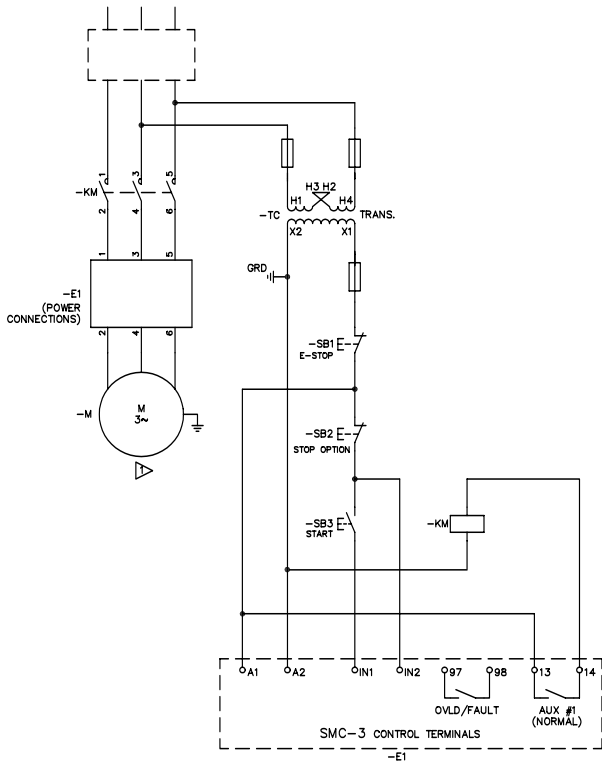 1 3 5
-KM
2 4 6
H3 H2
H1 H4
-TC TRANS.
X2 X1
GRD
1 3 5
-E1
(POWER
CONNECTIONS)
2 4 6
-SB1
E-STOP
-M
M
3~
1
-SB2
STOP OPTION
-SB3
START
-KM
A1 A2 IN1 IN2 97 98 13 14
OVLD/FAULT
AUX #1
(NORMAL)
SMC-3 CONTROL TERMINALS
-E1